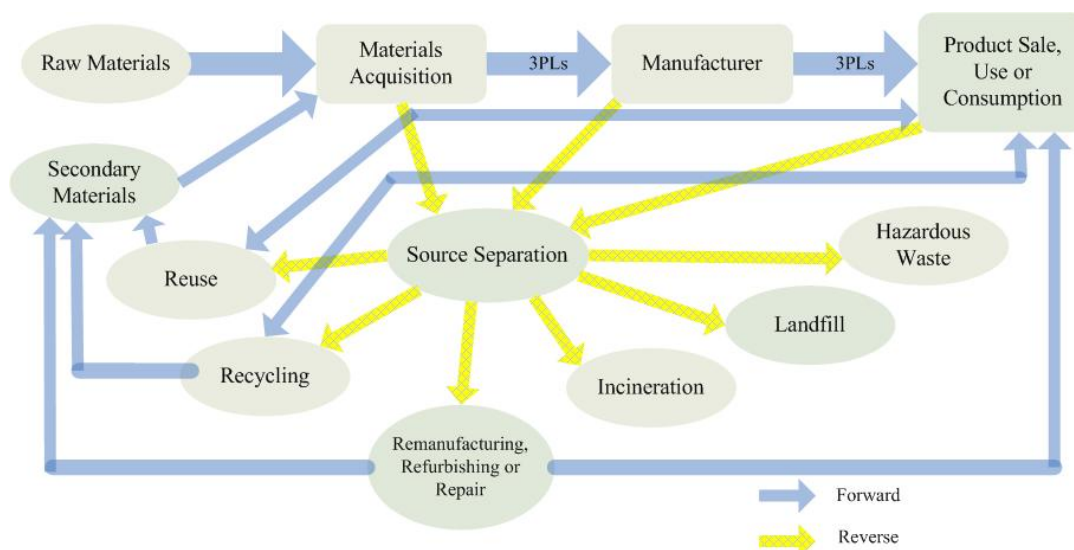 Raw Materials
Materials
Acquisition
3PLs
Manufacturer
3PLs
Product Sale,
Use or
Consumption
Secondary
Materials
Reuse
Source Separation
Hazardous
Waste
Landfill
Recycling
Incineration
Remanufacturing,
Refurbishing or
Repair
Forward
Reverse